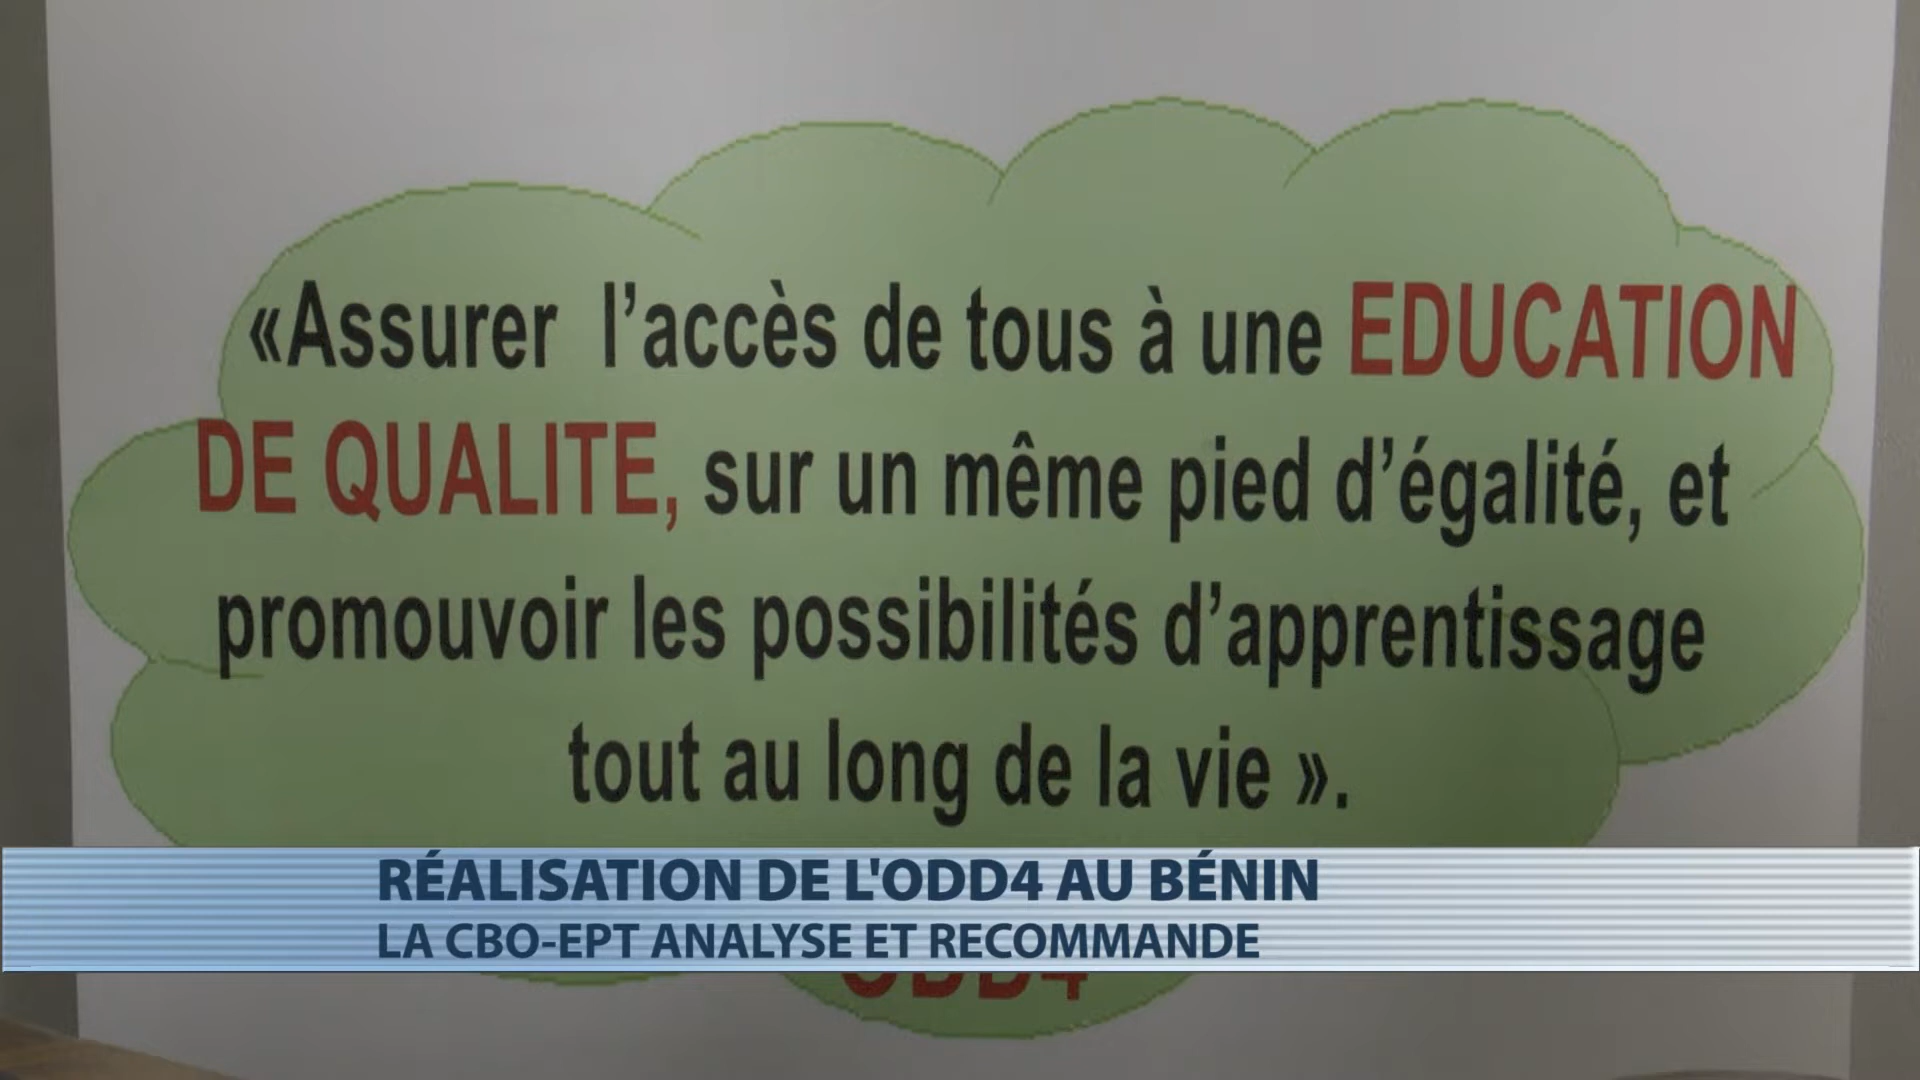 «Assurer l’accès de tous à une EDUCATION
DE QUALITE, sur un même pied d’égalité, et
promouvoir les possibilités d’apprentissage
tout au long de la vie ».
RÉALISATION DE L'ODD4 AU BÉNIN
LA CBO-EPT ANALYSE ET RECOMMANDE
ODD4